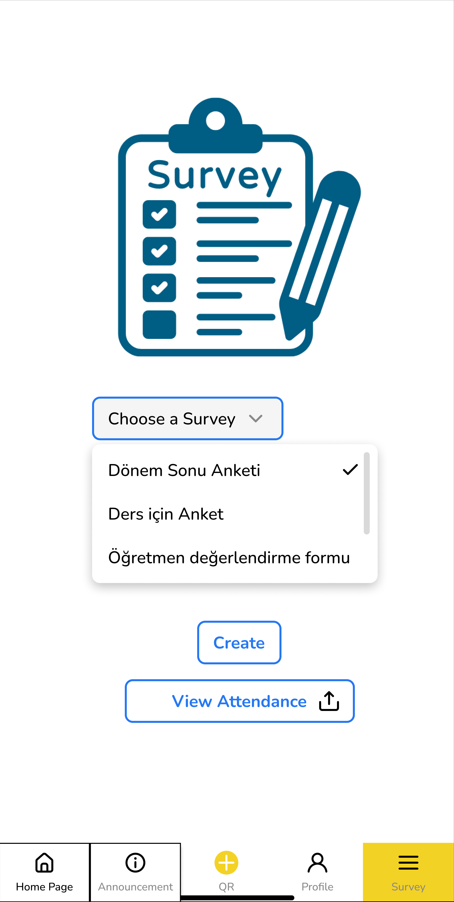 Survey
Choose a Survey
Dönem Sonu Anketi
Ders için Anket
Öğretmen değerlendirme formu
Create
View Attendance
Home Page
Announcement
QR
Profile
Survey